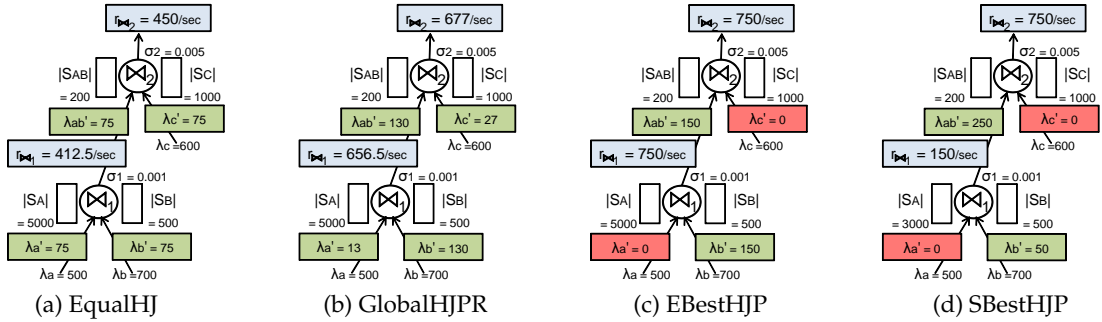 r⋈2 = 450/sec
σ2 = 0.005
|SAB|
⋈2
|SC|
= 200
= 1000
λab' = 75
λc' = 75
λc = 600
r⋈1 = 412.5/sec
σ1 = 0.001
|SA|
⋈1
|SB|
= 5000
= 500
λa' = 75
λb' = 75
λa = 500
λb =700
(a) EqualHJ
r⋈2 = 677/sec
σ2 = 0.005
|SAB|
⋈2
|SC|
= 200
= 1000
λab' = 130
λc' = 27
λc = 600
r⋈1 = 656.5/sec
σ1 = 0.001
|SA|
⋈1
|SB|
= 5000
= 500
λa' = 13
λb' = 130
λa = 500
λb =700
(b) GlobalHJPR
r⋈2 = 750/sec
σ2 = 0.005
|SAB|
⋈2
|SC|
= 200
= 1000
λab' = 150
λc' = 0
λc = 600
r⋈1 = 750/sec
σ1 = 0.001
|SA|
⋈1
|SB|
= 5000
= 500
λa' = 0
λb' = 150
λa = 500
λb =700
(c) EBestHJP
r⋈2 = 750/sec
σ2 = 0.005
|SAB|
⋈2
|SC|
= 200
= 1000
λab' = 250
λc' = 0
λc = 600
r⋈1 = 150/sec
σ1 = 0.001
|SA|
⋈1
|SB|
= 3000
= 500
λa' = 0
λb' = 50
λa = 500
λb =700
(d) SBestHJP